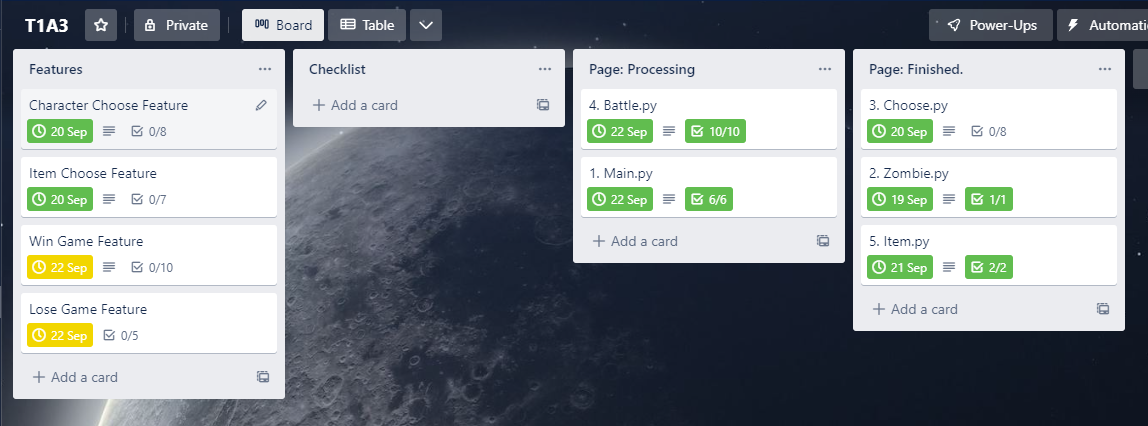 T1A3 Private Board Table Power-Ups Automati
Features
Character Choose Feature
20 Sep 0/8
Item Choose Feature
20 Sep 0/7
Win Game Feature
22 Sep 0/10
Lose Game Feature
22 Sep 0/5
+ Add a card
Checklist
+ Add a card
Page: Processing
4. Battle.py
22 Sep 10/10
1. Main.py
22 Sep 6/6
+ Add a card
Page: Finished.
3. Choose.py
20 Sep 0/8
2. Zombie.py
19 Sep 1/1
5. Item.py
21 Sep 2/2
+ Add a card